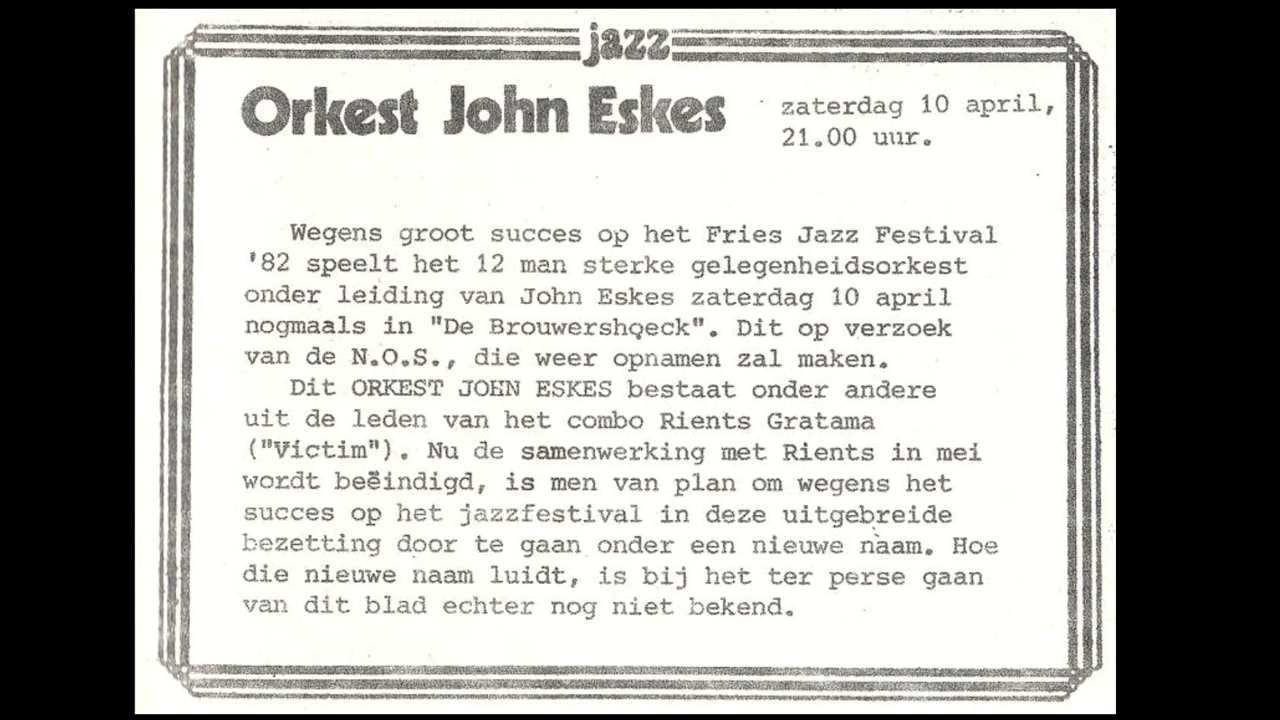 jazz
Orkest John Eskes
zaterdag 10 april,
21.00 uur.
Wegens groot succes op het Fries Jazz Festival
'82 speelt het 12 man sterke gelegenheidsorkest
onder leiding van John Eskes zaterdag 10 april
nogmaals in "De Brouwershoeck". Dit op verzoek
van de N.O.S., die weer opnamen zal maken.
Dit ORKEST JOHN ESKES bestaat onder andere
uit de leden van het combo Rients Gratama
("Victim"). Nu de samenwerking met Rients in mei
wordt beëindigd, is men van plan om wegens het
succes op het jazzfestival in deze uitgebreide
bezetting door te gaan onder een nieuwe naam. Hoe
die nieuwe naam luidt, is bij het ter perse gaan
van dit blad echter nog niet bekend.